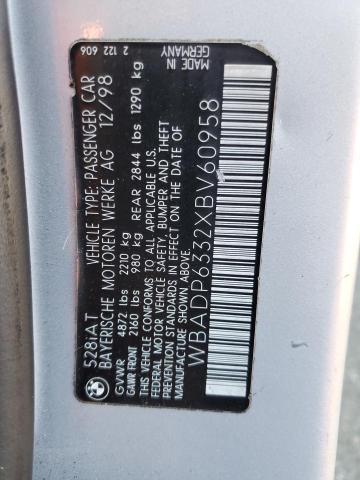 528iAT 2 122 606
VEHICLE TYPE: PASSENGER CAR
BAYERISCHE MOTOREN WERKE AG 12/98
GVWR 4872 lbs 2210 kg
GAWR FRONT 2160 lbs 980 kg REAR 2844 lbs 1290 kg
THIS VEHICLE CONFORMS TO ALL APPLICABLE
FEDERAL MOTOR VEHICLE SAFETY, BUMPER AND THEFT
PREVENTION STANDARDS IN EFFECT ON THE DATE OF
MANUFACTURE SHOWN ABOVE.
MADE IN
GERMANY
WBADP6332XBV60958